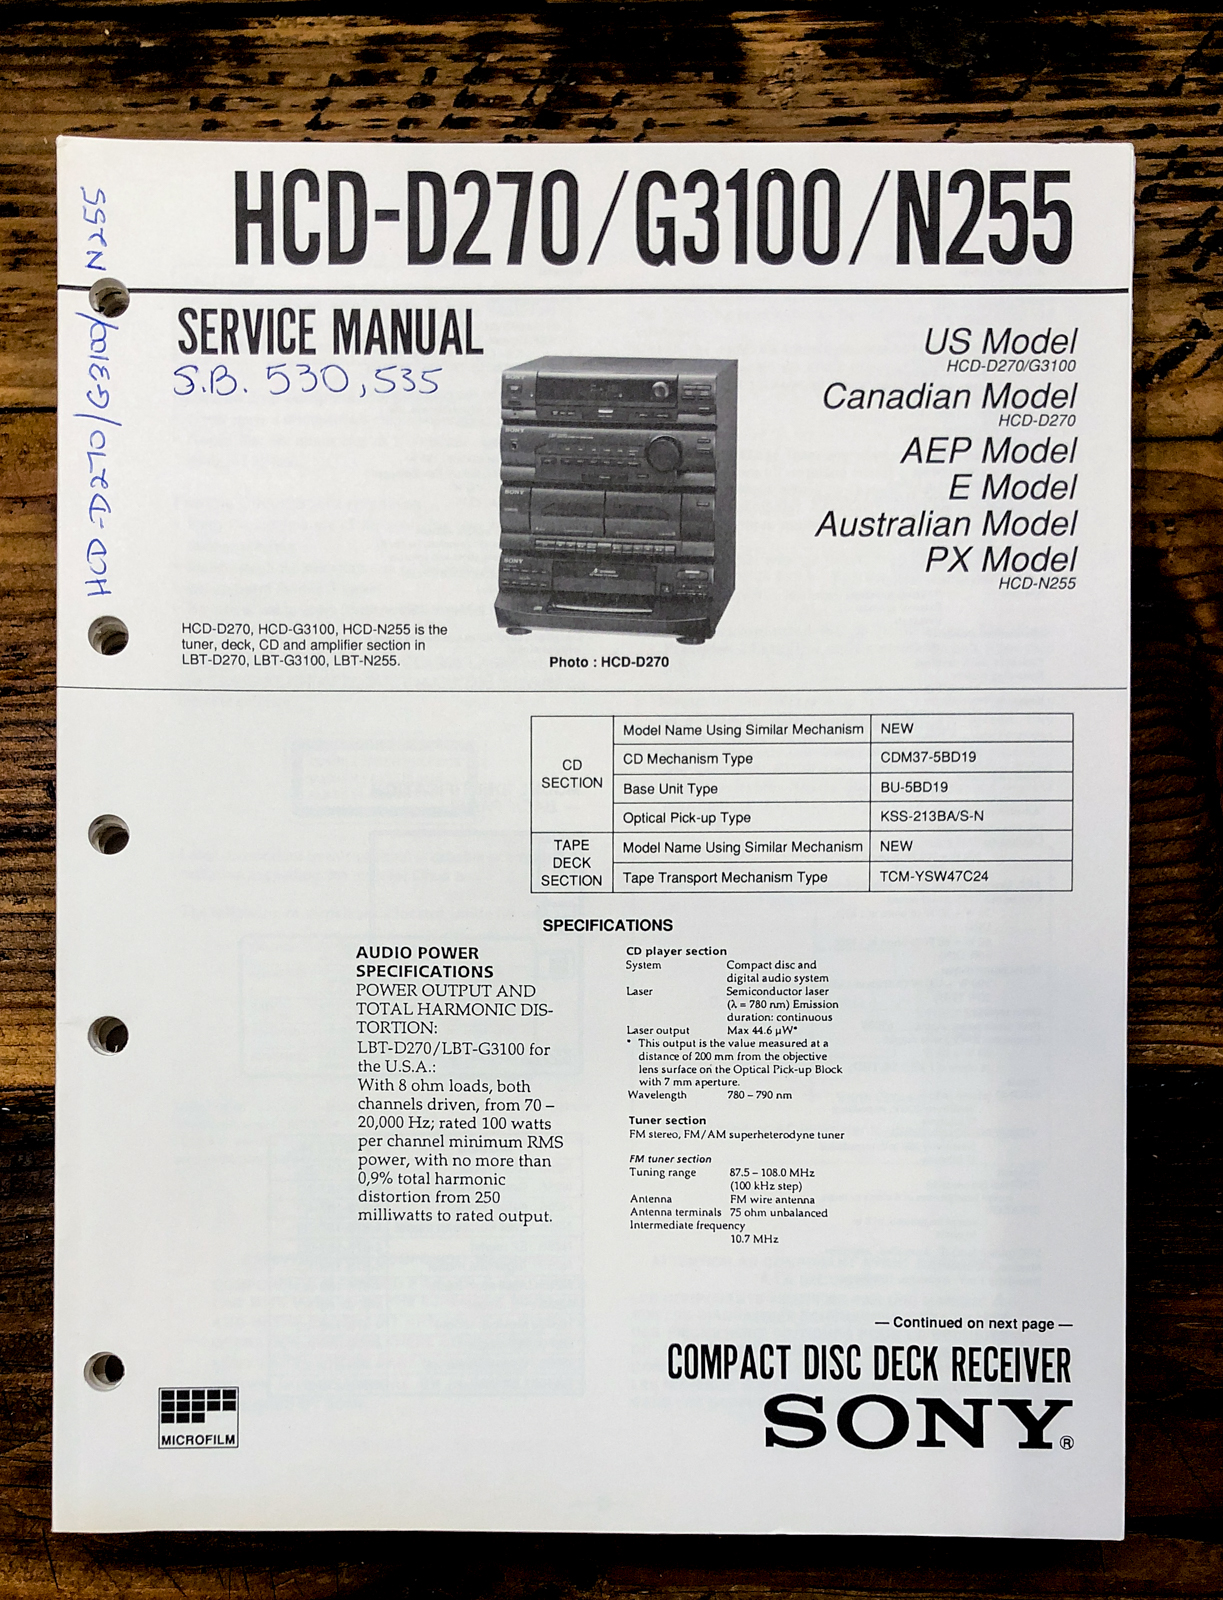 HCD-D270/G3100/N255
HCD-D270/G3100/N255
SERVICE MANUAL
S.B. 530,535
US Model
HCD-D270/G3100
Canadian Model
HCD-D270
AEP Model
E Model
Australian Model
PX Model
HCD-N255
SONY
SONY
SONY
HCD-D270, HCD-G3100, HCD-N255 is the
tuner, deck, CD and amplifier section in
LBT-D270, LBT-G3100, LBT-N255.
Photo : HCD-D270
CD
SECTION
Model Name Using Similar Mechanism NEW
CD Mechanism Type CDM37-5BD19
Base Unit Type BU-5BD19
Optical Pick-up Type KSS-213BA/S-N
TAPE
DECK
SECTION
Model Name Using Similar Mechanism NEW
Tape Transport Mechanism Type TCM-YSW47C24
SPECIFICATIONS
AUDIO POWER
SPECIFICATIONS
POWER OUTPUT AND
TOTAL HARMONIC DIS-
TORTION:
LBT-D270/LBT-G3100 for
the U.S.A.:
With 8 ohm loads, both
channels driven, from 70 –
20,000 Hz; rated 100 watts
per channel minimum RMS
power, with no more than
0,9% total harmonic
distortion from 250
milliwatts to rated output.
CD player section
System Compact disc and
digital audio system
Laser Semiconductor laser
(λ = 780 nm) Emission
duration: continuous
Laser output Max 44.6 μW*
* This output is the value measured at a
distance of 200 mm from the objective
lens surface on the Optical Pick-up Block
with 7 mm aperture.
Wavelength 780 – 790 nm
Tuner section
FM stereo, FM/AM superheterodyne tuner
FM tuner section
Tuning range 87.5 – 108.0 MHz
(100 kHz step)
Antenna FM wire antenna
Antenna terminals 75 ohm unbalanced
Intermediate frequency
10.7 MHz
— Continued on next page —
COMPACT DISC DECK RECEIVER
SONY®
MICROFILM